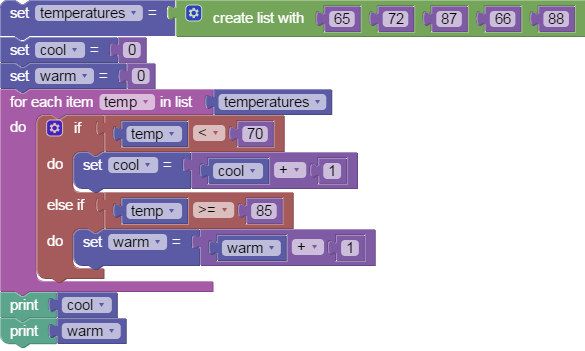 set temperatures = create list with 65 72 87 66 88
set cool = 0
set warm = 0
for each item temp in list temperatures
do if temp < 70
do set cool = cool + 1
else if temp >= 85
do set warm = warm + 1
print cool
print warm